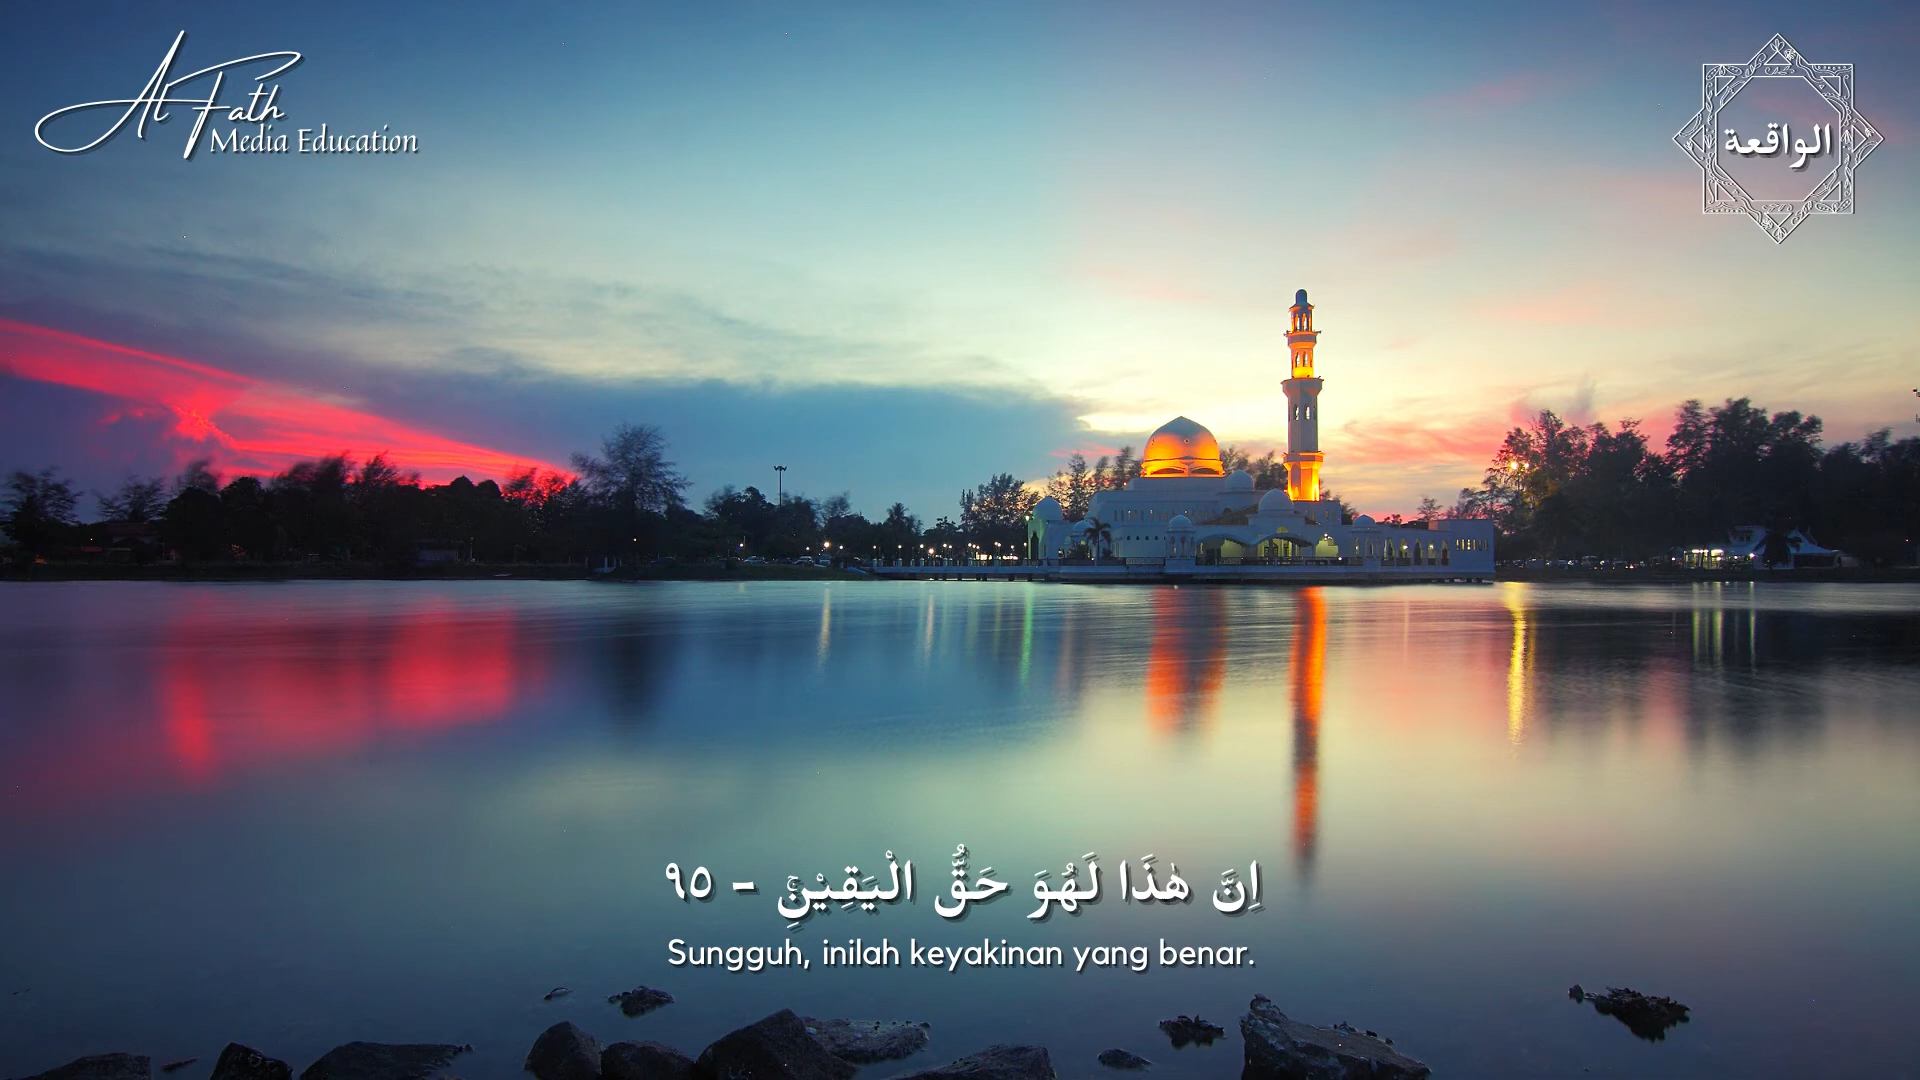 Al Fath
Media Education
الواقعة
اِنَّ هٰذَا لَهُوَ حَقُّ الْيَقِيْنِۚ - ٩٥
Sungguh, inilah keyakinan yang benar.